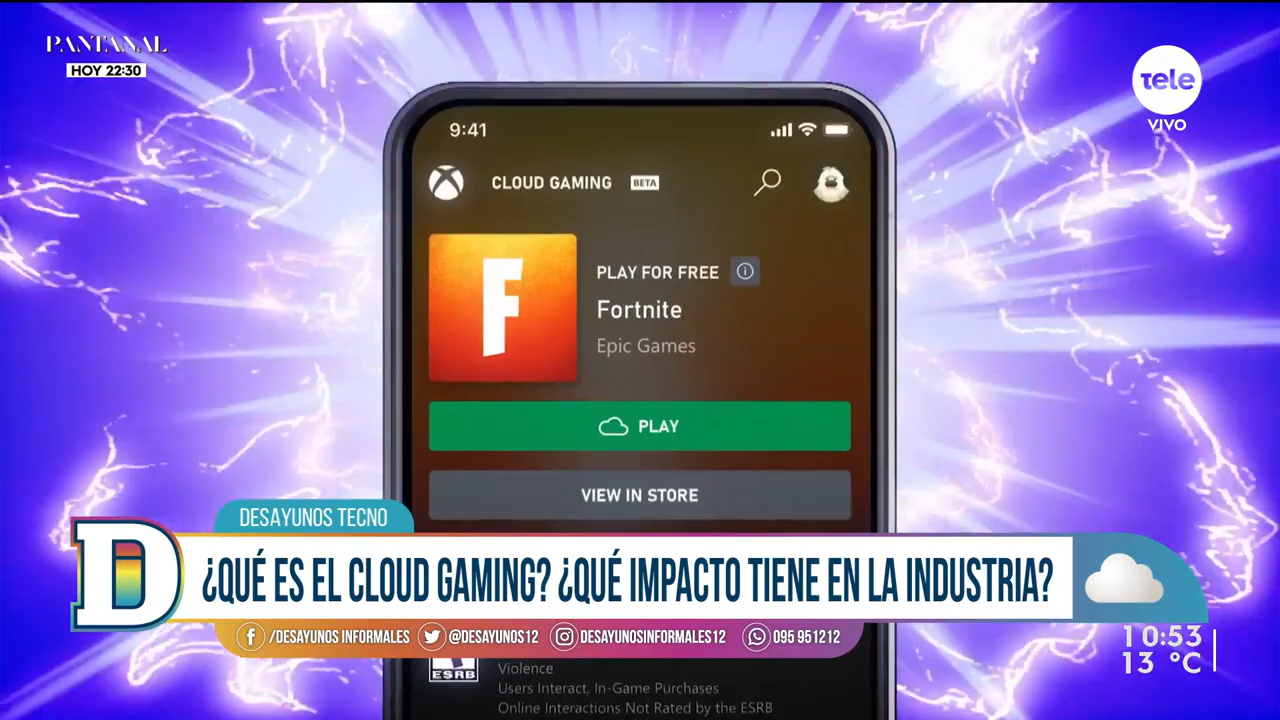 PANTANAL
HOY 22:30
tele
VIVO
9:41
CLOUD GAMING BETA
F
PLAY FOR FREE
Fortnite
Epic Games
PLAY
VIEW IN STORE
DESAYUNOS TECNO
D
¿QUÉ ES EL CLOUD GAMING? ¿QUÉ IMPACTO TIENE EN LA INDUSTRIA?
/DESAYUNOS INFORMALES @DESAYUNOS12 DESAYUNOSINFORMALES12 095 951212
10:53
13 °C
ESRB
Violence
Users Interact, In-Game Purchases
Online Interactions Not Rated by the ESRB